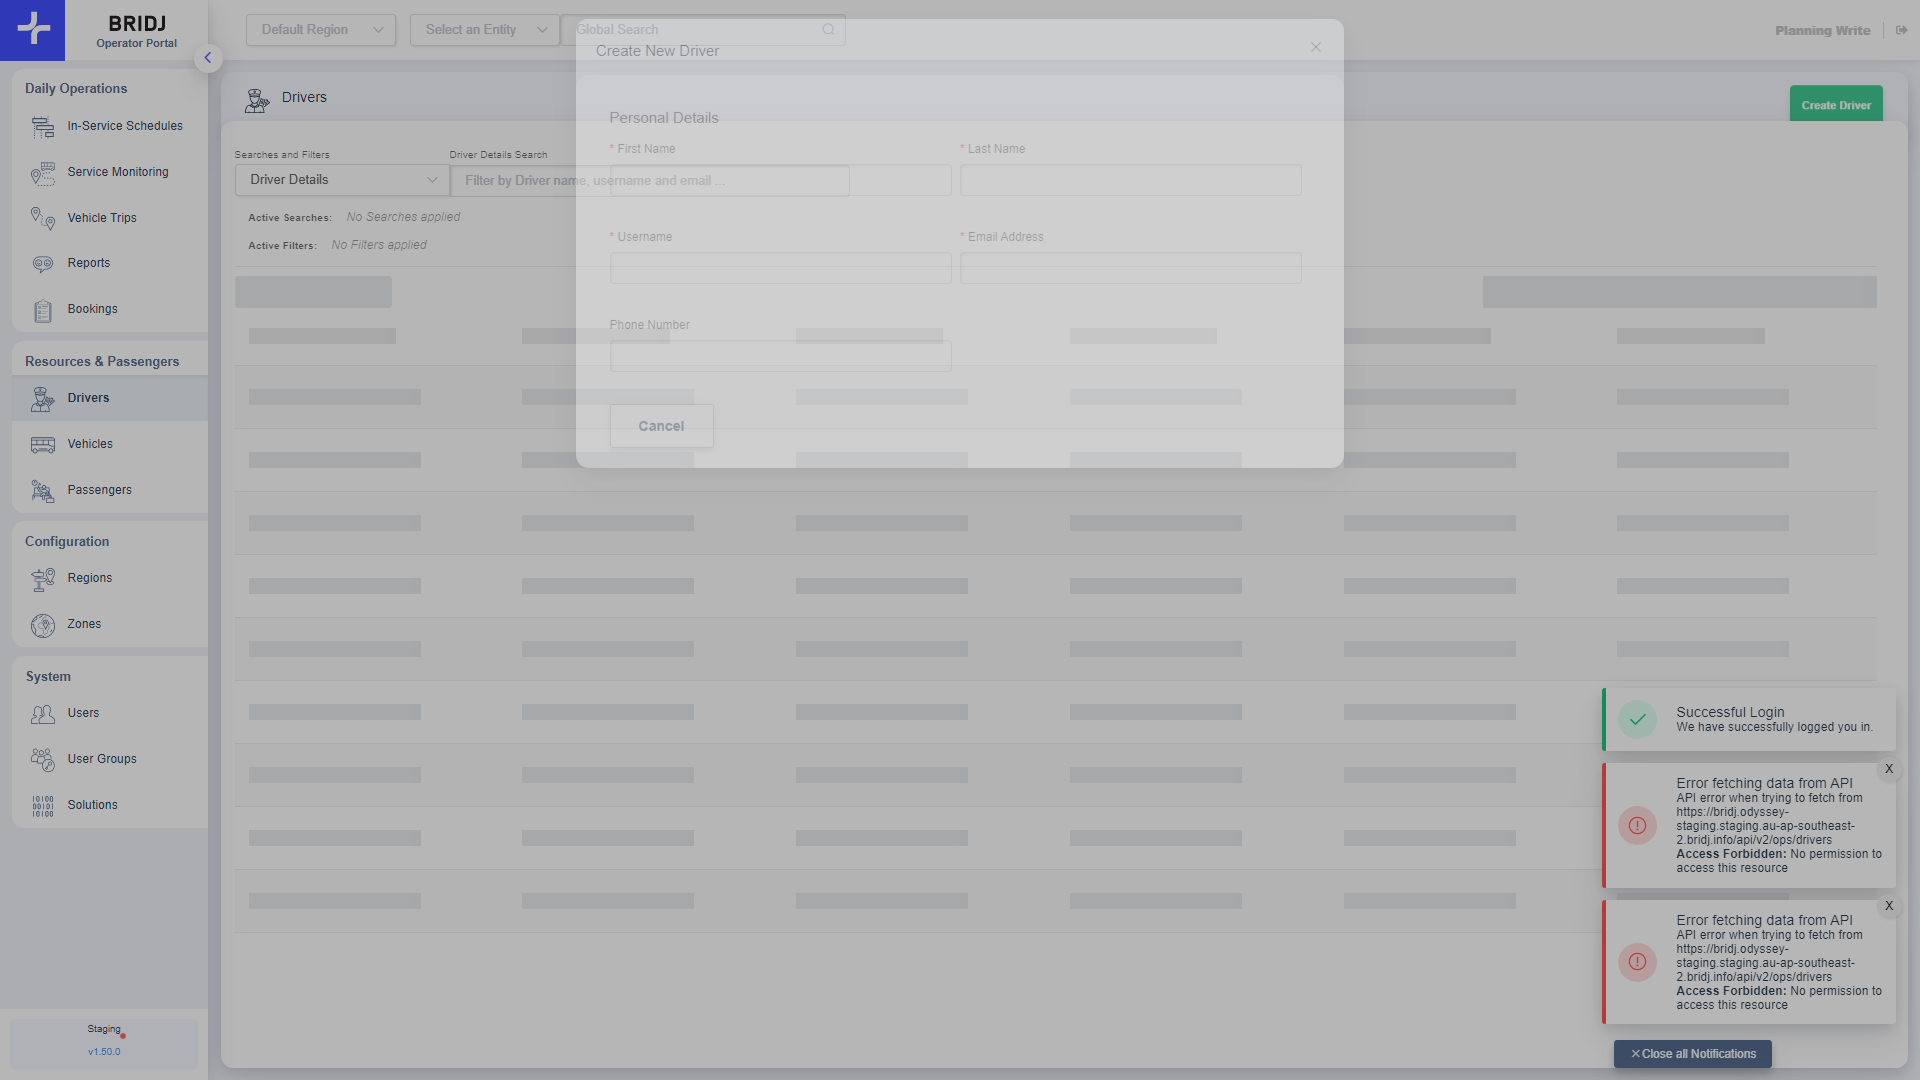 BRIDJ
Operator Portal
Default Region
Select an Entity
Global Search
Planning Write
Create New Driver
Daily Operations
In-Service Schedules
Service Monitoring
Vehicle Trips
Reports
Bookings
Resources & Passengers
Drivers
Vehicles
Passengers
Configuration
Regions
Zones
System
Users
User Groups
Solutions
Staging
v1.50.0
Drivers
Create Driver
Searches and Filters
Driver Details Search
Driver Details
Filter by Driver name, username and email ...
Active Searches: No Searches applied
Active Filters: No Filters applied
Personal Details
* First Name
* Last Name
* Username
* Email Address
Phone Number
Cancel
Successful Login
We have successfully logged you in.
X
Error fetching data from API
API error when trying to fetch from
https://bridj.odyssey-
staging.staging.au-ap-southeast-
2.bridj.info/api/v2/ops/drivers
Access Forbidden: No permission to
access this resource
X
Error fetching data from API
API error when trying to fetch from
https://bridj.odyssey-
staging.staging.au-ap-southeast-
2.bridj.info/api/v2/ops/drivers
Access Forbidden: No permission to
access this resource
Close all Notifications